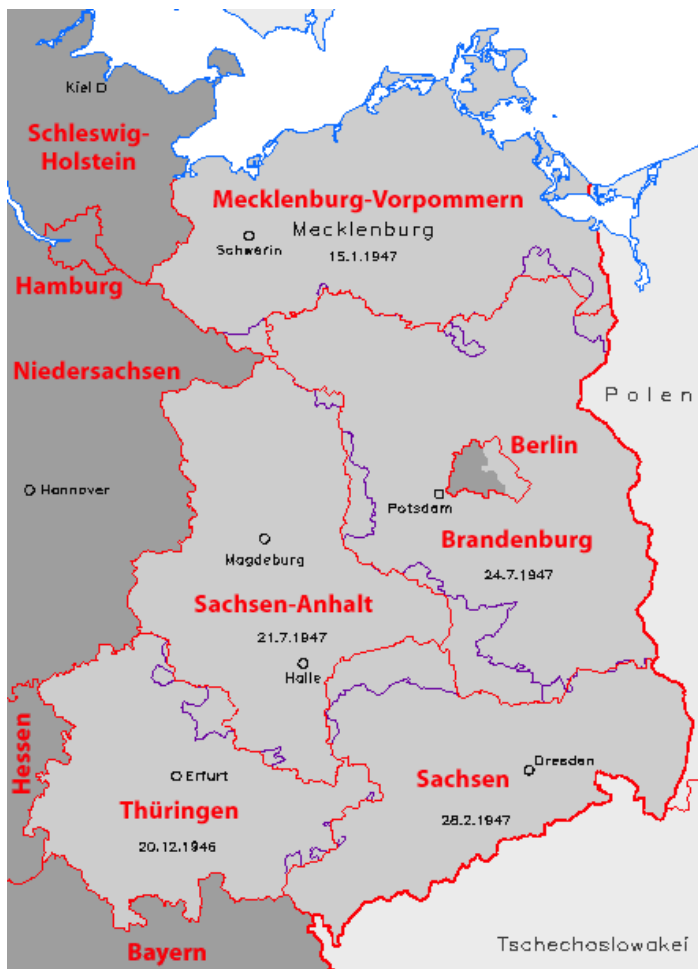 Kiel
Schleswig-
Holstein
Mecklenburg-Vorpommern
Mecklenburg
Schwerin
15.1.1947
Hamburg
Niedersachsen
Polen
Berlin
Hannover
Potsdam
Brandenburg
24.7.1947
Magdeburg
Sachsen-Anhalt
21.7.1947
Halle
Hessen
Erfurt
Dresden
Sachsen
Thüringen
28.2.1947
20.12.1946
Bayern
Tschechoslowakei